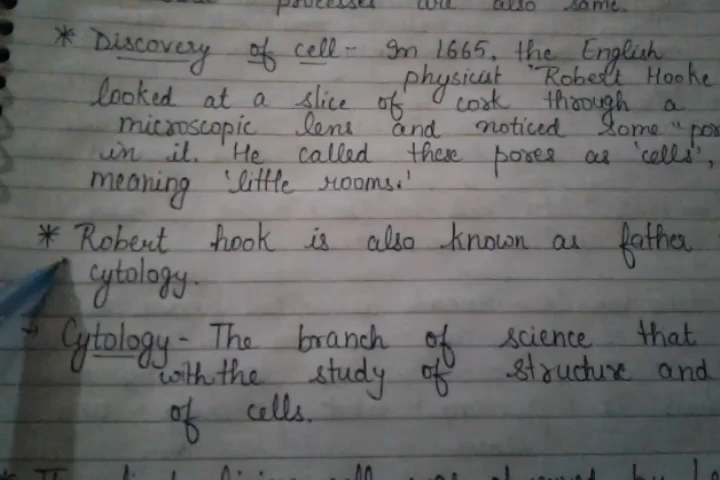 processes are also same.
* Discovery of cell - In 1665, the English
physicist "Robert Hooke
looked at a slice of cork through a
microscopic lens and noticed some "por
in it. He called these pores as 'cells',
meaning 'little rooms.'
* Robert hook is also known as father
cytology.
→ Cytology - The branch of science that
with the study of structure and
of cells.